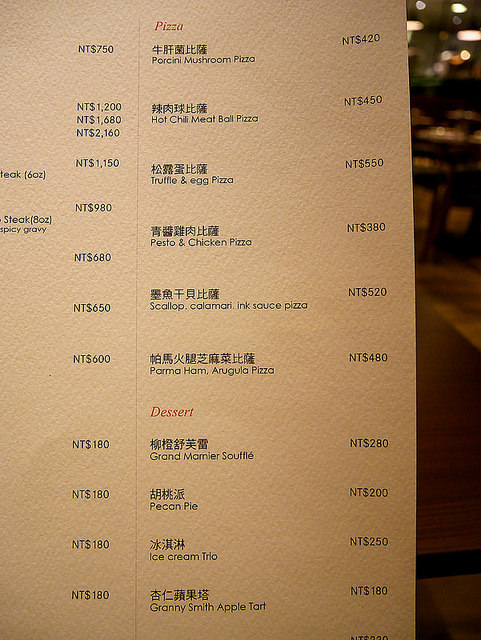 NT$750
NT$1,200
NT$1,680
NT$2,160
NT$1,150
teak (6oz)
NT$980
Steak(8oz)
spicy gravy
NT$680
NT$650
NT$600
NT$180
NT$180
NT$180
NT$180
Pizza
牛肝菌比薩 NT$420
Porcini Mushroom Pizza
辣肉球比薩 NT$450
Hot Chili Meat Ball Pizza
松露蛋比薩 NT$550
Truffle & egg Pizza
青醬雞肉比薩 NT$380
Pesto & Chicken Pizza
墨魚干貝比薩 NT$520
Scallop, calamari, ink sauce pizza
帕馬火腿芝麻菜比薩 NT$480
Parma Ham, Arugula Pizza
Dessert
柳橙舒芙雷 NT$280
Grand Marnier Soufflé
胡桃派 NT$200
Pecan Pie
冰淇淋 NT$250
Ice cream Trio
杏仁蘋果塔 NT$180
Granny Smith Apple Tart